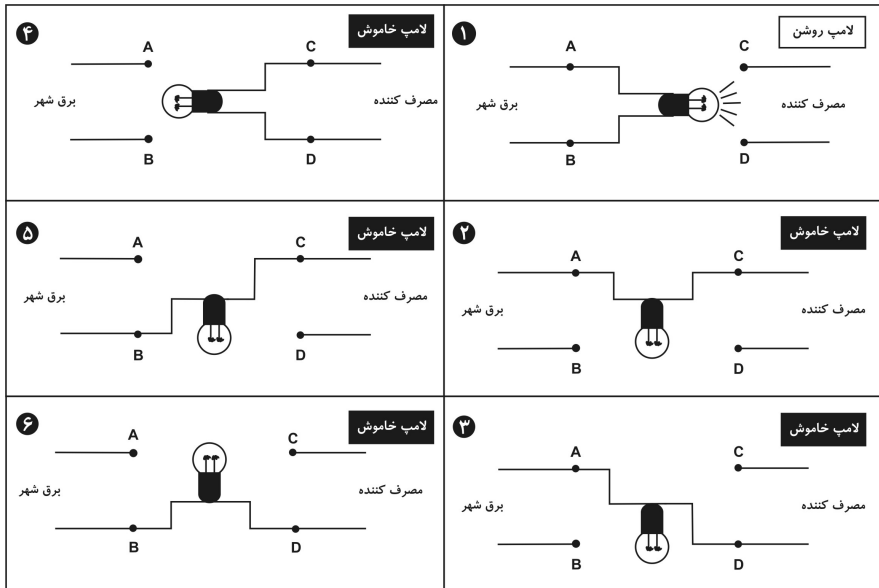 ۱
لامپ روشن
A
C
برق شهر
مصرف کننده
B
D
۲
لامپ خاموش
A
C
برق شهر
مصرف کننده
B
D
۳
لامپ خاموش
A
C
برق شهر
مصرف کننده
B
D
۴
لامپ خاموش
A
C
برق شهر
مصرف کننده
B
D
۵
لامپ خاموش
A
C
برق شهر
مصرف کننده
B
D
۶
لامپ خاموش
A
C
برق شهر
مصرف کننده
B
D